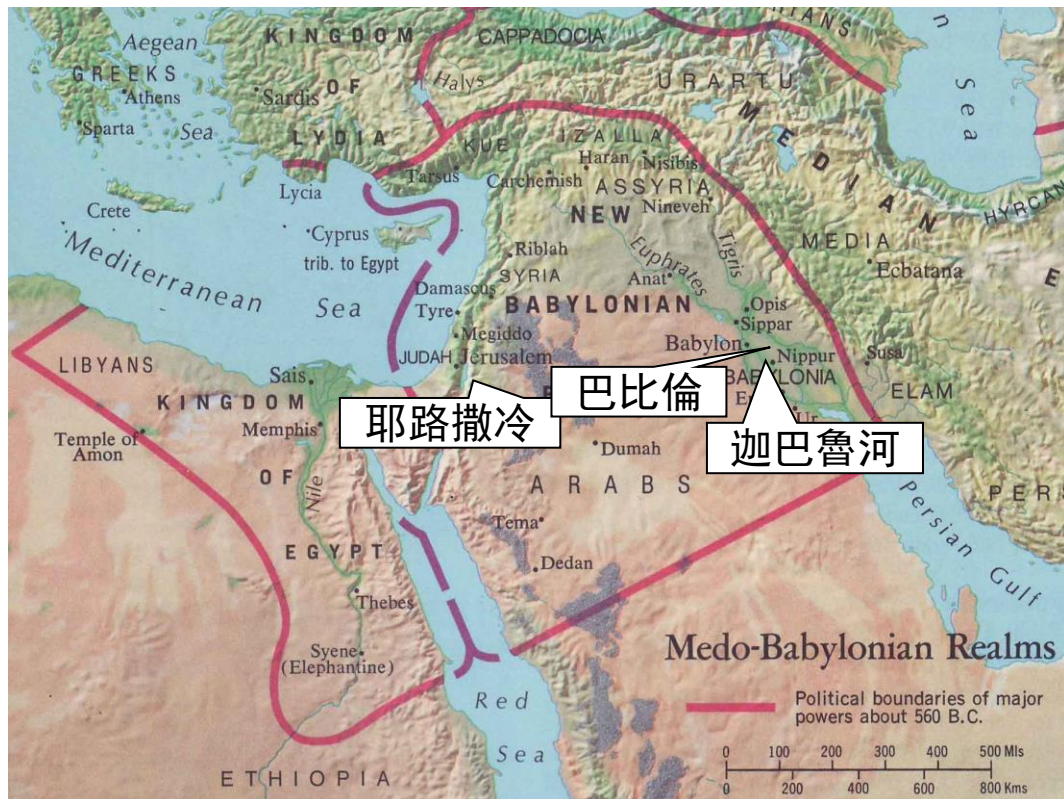 Aegean
GREEKS
Athens
Sparta
Sea
KINGDOM
OF
LYDIA
Sardis
Halys
CAPPADOCIA
URARTU
MEDIAN
Sea
HYRCA
Lycia
Tarsus
KUE
IZALLA
Haran
Nisibis
Carchemish
ASSYRIA
Nineveh
NEW
Crete
Cyprus
trib. to Egypt
Mediterranean
Sea
Riblah
SYRIA
Euphrates
Tigris
Anat
MEDIA
Ecbatana
E
Damascus
Tyre
BABYLONIAN
Opis
Sippar
Megiddo
JUDAH
Jerusalem
Babylon
Nippur
Susa
BABYLONIA
ELAM
Ur
LIBYANS
Sais
KINGDOM
Memphis
Temple of
Amon
OF
Nile
EGYPT
Thebes
Syene
(Elephantine)
耶路撒冷
巴比倫
迦巴魯河
Dumah
ARABS
Tema
Dedan
Persian
Gulf
PER
Red
Sea
ETHIOPIA
Medo-Babylonian Realms
Political boundaries of major
powers about 560 B.C.
0 100 200 300 400 500 Mls
0 200 400 600 800 Kms